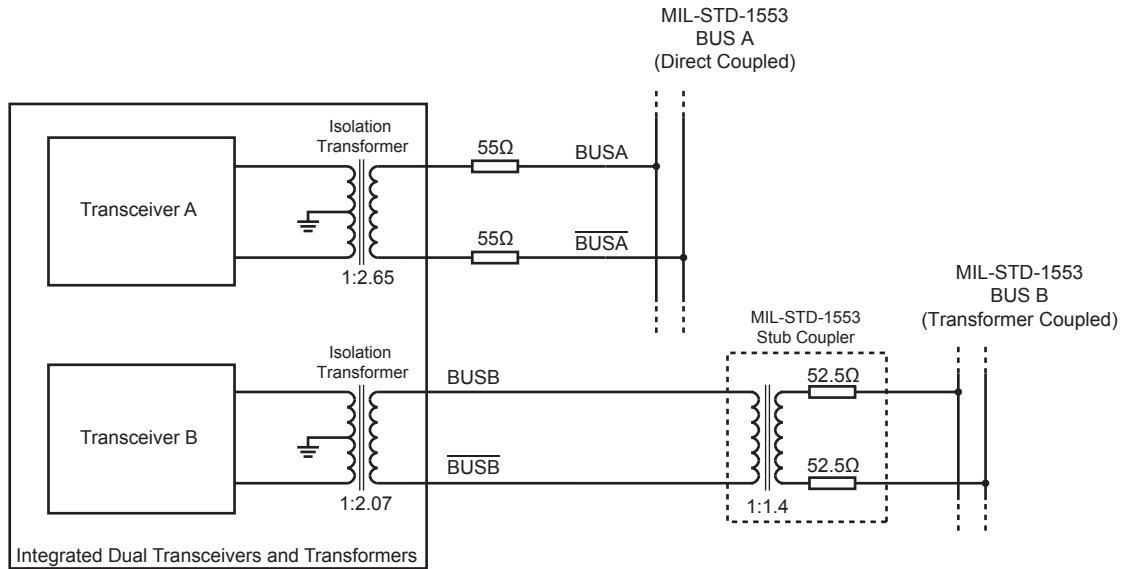 MIL-STD-1553
BUS A
(Direct Coupled)
Isolation
Transformer
55Ω
BUSA
Transceiver A
55Ω
B̅U̅S̅A̅
1:2.65
MIL-STD-1553
BUS B
(Transformer Coupled)
MIL-STD-1553
Stub Coupler
Isolation
Transformer
BUSB
52.5Ω
Transceiver B
B̅U̅S̅B̅
52.5Ω
1:2.07
1:1.4
Integrated Dual Transceivers and Transformers